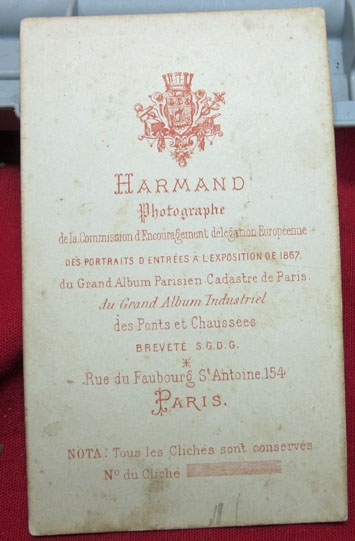 HARMAND
Photographe
de la Commission d'Encouragement délégation Européenne
DES PORTRAITS D'ENTRÉES À L'EXPOSITION DE 1867,
du Grand Album Parisien Cadastre de Paris
du Grand Album Industriel
des Ponts et Chaussées
BREVETÉ S.G.D.G.
Rue du Faubourg St Antoine, 154
PARIS.
NOTA: Tous les Clichés sont conservés.
No du Cliché